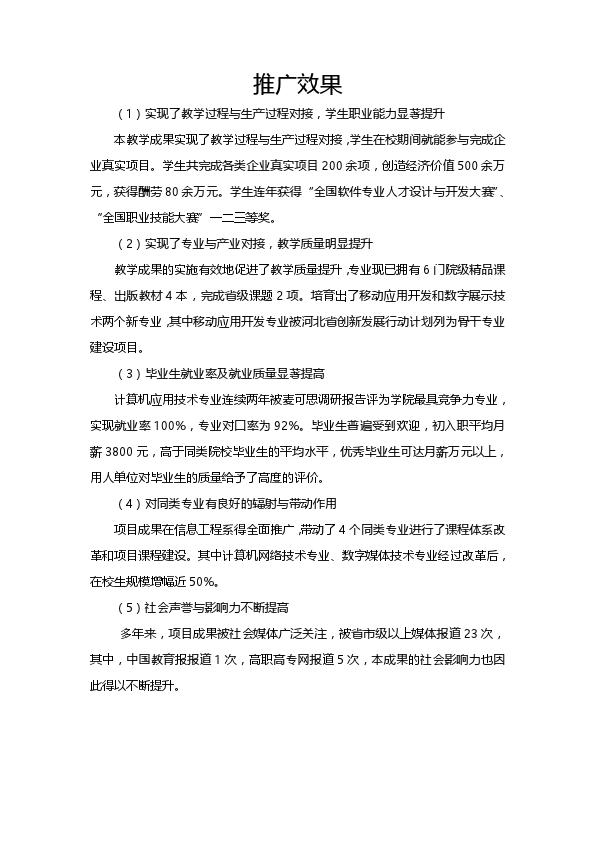 推广效果
（1）实现了教学过程与生产过程对接，学生职业能力显著提升
本教学成果实现了教学过程与生产过程对接，学生在校期间就能参与完成企
业真实项目。学生共完成各类企业真实项目 200 余项，创造经济价值 500 余万
元，获得酬劳 80 余万元。学生连年获得“全国软件专业人才设计与开发大赛”、
“全国职业技能大赛”一二三等奖。
（2）实现了专业与产业对接，教学质量明显提升
教学成果的实施有效地促进了教学质量提升，专业现已拥有 6 门院级精品课
程、出版教材 4 本，完成省级课题 2 项。培育出了移动应用开发和数字展示技
术两个新专业，其中移动应用开发专业被河北省创新发展行动计划列为骨干专业
建设项目。
（3）毕业生就业率及就业质量显著提高
计算机应用技术专业连续两年被麦可思调研报告评为学院最具竞争力专业，
实现就业率 100%，专业对口率为 92%。毕业生普遍受到欢迎，初入职平均月
薪 3800 元，高于同类院校毕业生的平均水平，优秀毕业生可达月薪万元以上，
用人单位对毕业生的质量给予了高度的评价。
（4）对同类专业有良好的辐射与带动作用
项目成果在信息工程系得全面推广，带动了 4 个同类专业进行了课程体系改
革和项目课程建设。其中计算机网络技术专业、数字媒体技术专业经过改革后，
在校生规模增幅近 50%。
（5）社会声誉与影响力不断提高
多年来，项目成果被社会媒体广泛关注，被省市级以上媒体报道 23 次，
其中，中国教育报报道 1 次，高职高专网报道 5 次，本成果的社会影响力也因
此得以不断提升。